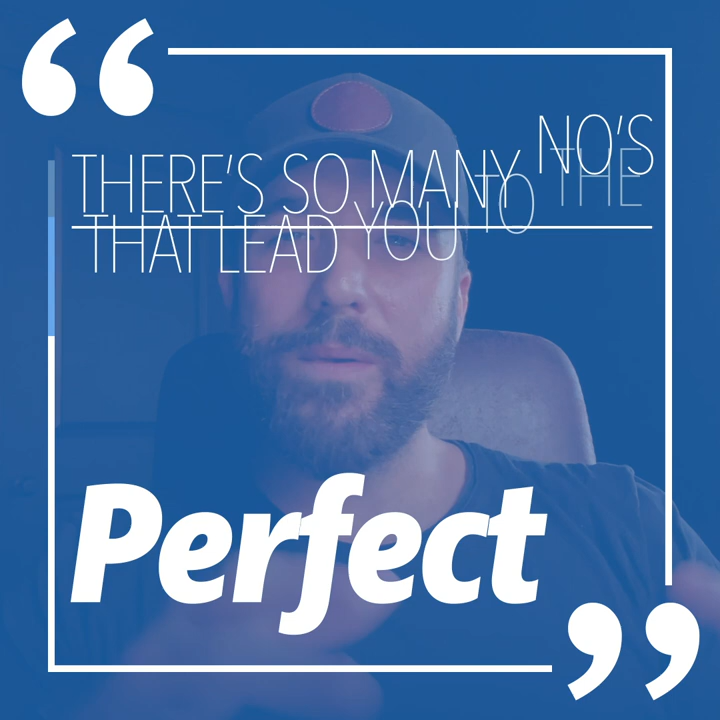 “
THERE'S SO MANY NO'S
THAT LEAD YOU TO THE
Perfect
”